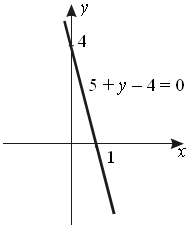 y
4
5 + y – 4 = 0
1
x